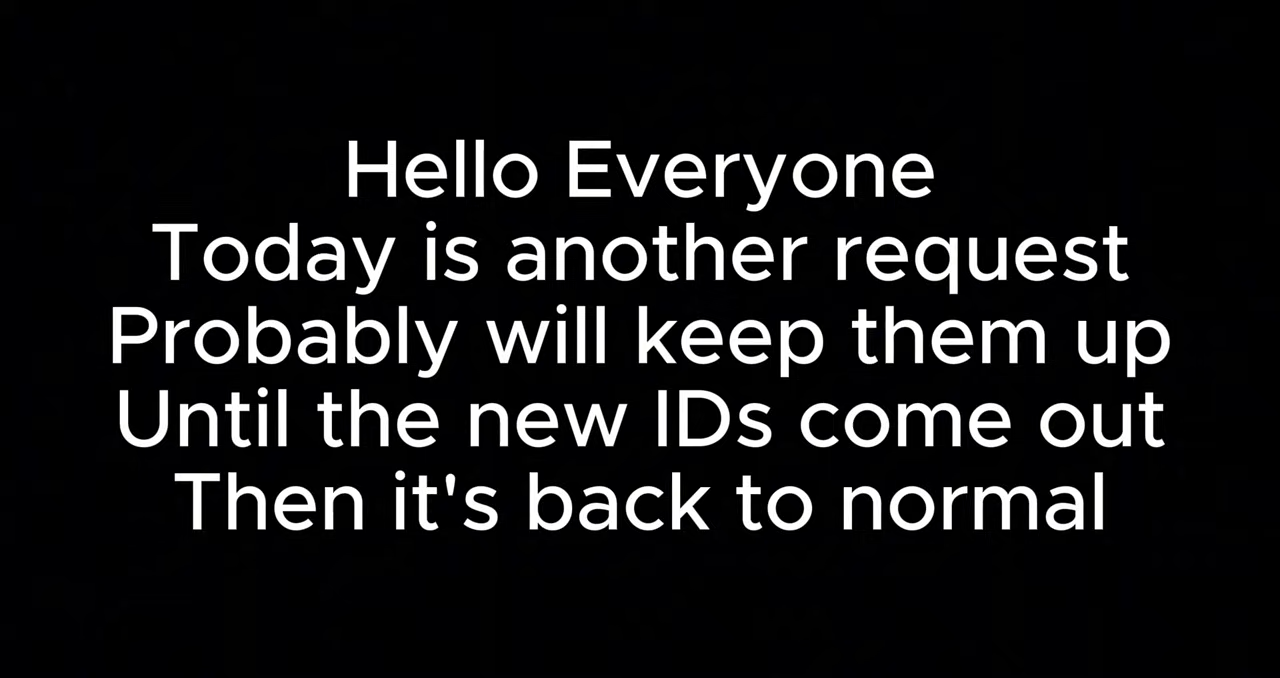 Hello Everyone
Today is another request
Probably will keep them up
Until the new IDs come out
Then it's back to normal